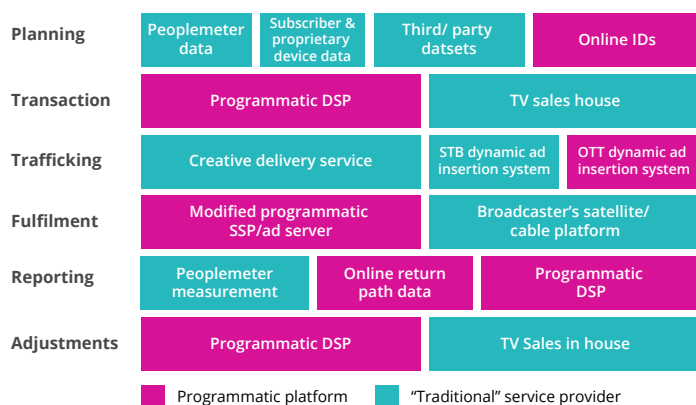 Planning
Peoplemeter
data
Subscriber &
proprietary
device data
Third/ party
datsets
Online IDs
Transaction
Programmatic DSP
TV sales house
Trafficking
Creative delivery service
STB dynamic ad
insertion system
OTT dynamic ad
insertion system
Fulfilment
Modified programmatic
SSP/ad server
Broadcaster's satellite/
cable platform
Reporting
Peoplemeter
measurement
Online return
path data
Programmatic
DSP
Adjustments
Programmatic DSP
TV Sales in house
Programmatic platform
“Traditional” service provider